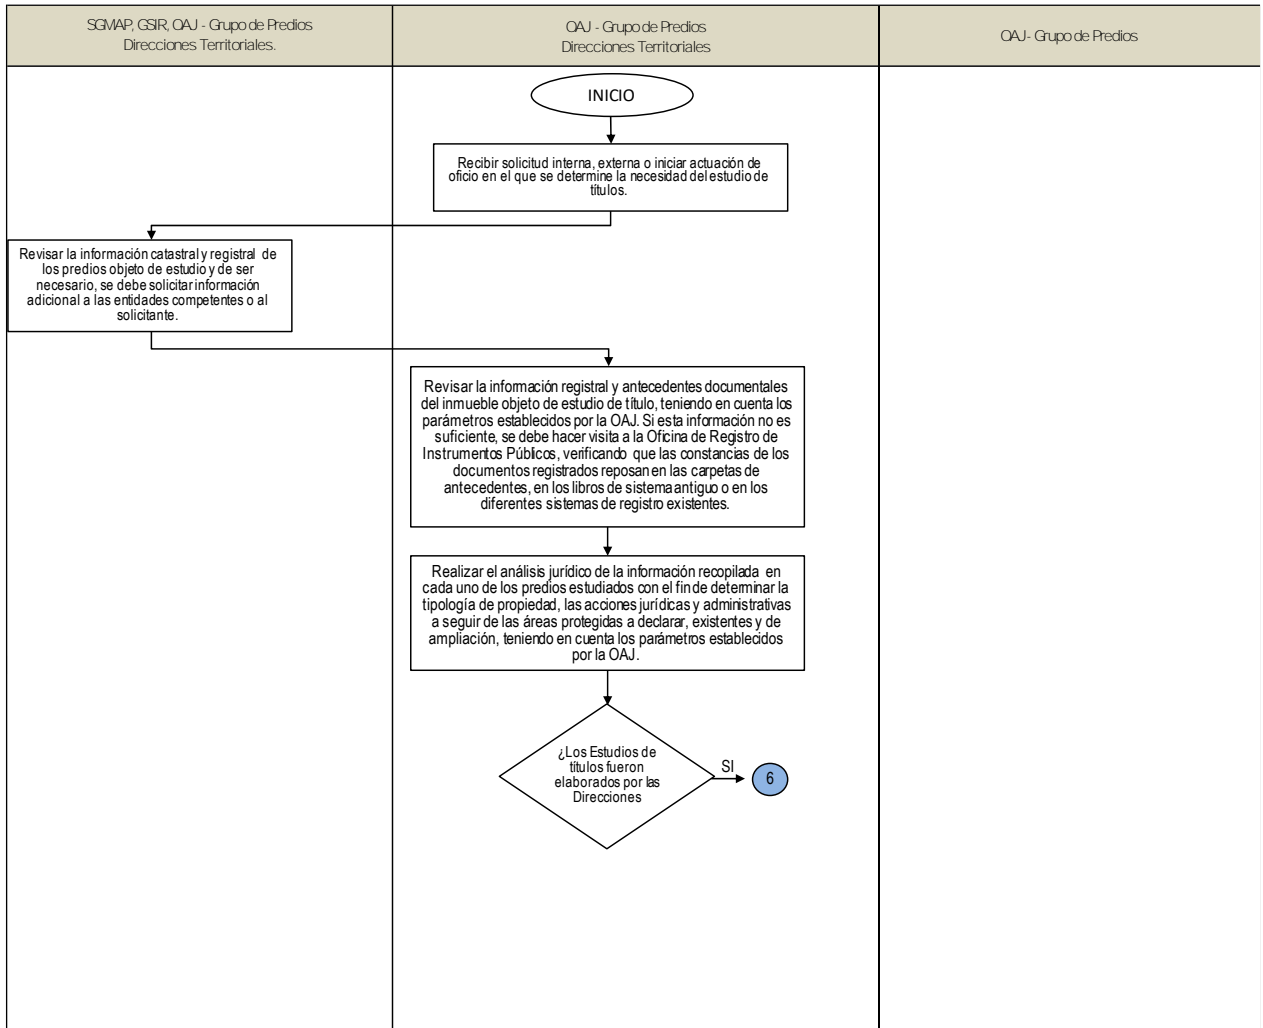 SGMAP, GSIR, OAJ - Grupo de Predios
Direcciones Territoriales.
OAJ - Grupo de Predios
Direcciones Territoriales
OAJ- Grupo de Predios
INICIO
Recibir solicitud interna, externa o iniciar actuación de
oficio en el que se determine la necesidad del estudio de
títulos.
Revisar la información catastral y registral de
los predios objeto de estudio y de ser
necesario, se debe solicitar información
adicional a las entidades competentes o al
solicitante.
Revisar la información registral y antecedentes documentales
del inmueble objeto de estudio de título, teniendo en cuenta los
parámetros establecidos por la OAJ. Si esta información no es
suficiente, se debe hacer visita a la Oficina de Registro de
Instrumentos Públicos, verificando que las constancias de los
documentos registrados reposan en las carpetas de
antecedentes, en los libros de sistema antiguo o en los
diferentes sistemas de registro existentes.
Realizar el análisis jurídico de la información recopilada en
cada uno de los predios estudiados con el fin de determinar la
tipología de propiedad, las acciones jurídicas y administrativas
a seguir de las áreas protegidas a declarar, existentes y de
ampliación, teniendo en cuenta los parámetros establecidos
por la OAJ.
¿Los Estudios de
títulos fueron
elaborados por las
Direcciones
SI
6